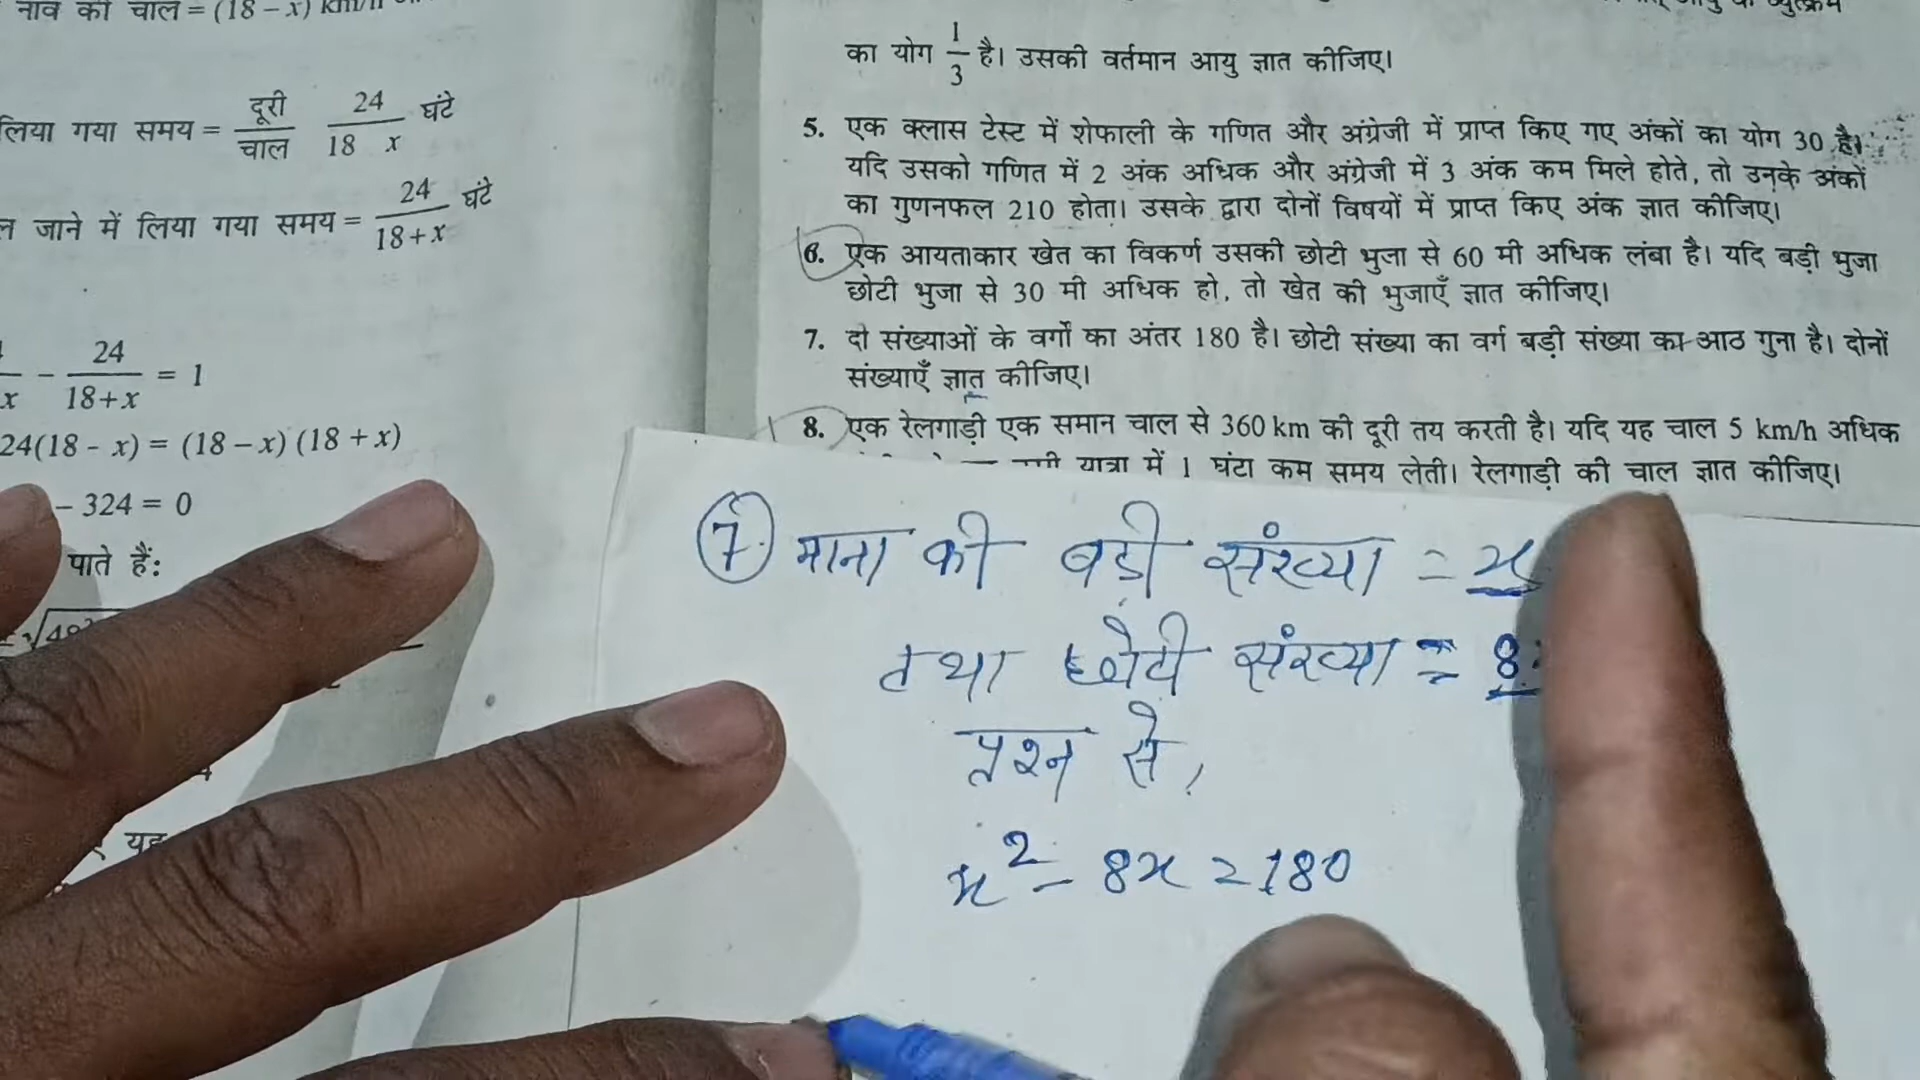 नाव की चाल = (18 – x) km/h
लिया गया समय = दूरी/चाल 24/18 x घंटे
जाने में लिया गया समय = 24/18+x घंटे
x – 24/18+x = 1
24(18 - x) = (18 – x) (18 + x)
– 324 = 0
पाते हैं:
व्युत्क्रम
का योग 1/3 है। उसकी वर्तमान आयु ज्ञात कीजिए।
5. एक क्लास टेस्ट में शेफाली के गणित और अंग्रेजी में प्राप्त किए गए अंकों का योग 30 है।
यदि उसको गणित में 2 अंक अधिक और अंग्रेजी में 3 अंक कम मिले होते, तो उनके अंकों
का गुणनफल 210 होता। उसके द्वारा दोनों विषयों में प्राप्त किए अंक ज्ञात कीजिए।
6. एक आयताकार खेत का विकर्ण उसकी छोटी भुजा से 60 मी अधिक लंबा है। यदि बड़ी भुजा
छोटी भुजा से 30 मी अधिक हो, तो खेत की भुजाएँ ज्ञात कीजिए।
7. दो संख्याओं के वर्गों का अंतर 180 है। छोटी संख्या का वर्ग बड़ी संख्या का आठ गुना है। दोनों
संख्याएँ ज्ञात कीजिए।
8. एक रेलगाड़ी एक समान चाल से 360 km की दूरी तय करती है। यदि यह चाल 5 km/h अधिक
यात्रा में 1 घंटा कम समय लेती। रेलगाड़ी की चाल ज्ञात कीजिए।
7. माना की बड़ी संख्या = x
तथा छोटी संख्या = 8
प्रश्न से,
x² – 8x = 180